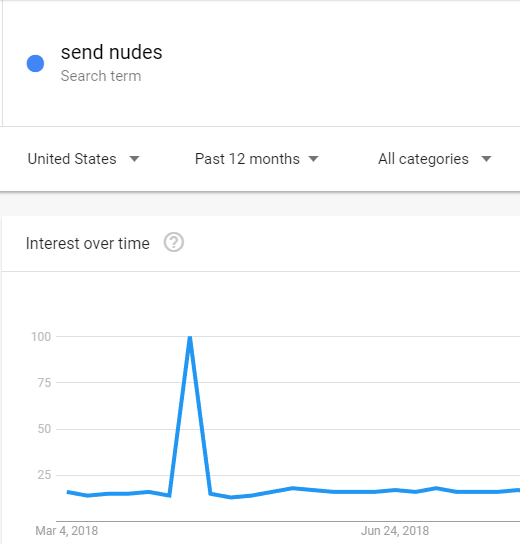 send nudes
Search term
United States Past 12 months All categories
Interest over time ?
100
75
50
25
Mar 4, 2018 Jun 24, 2018